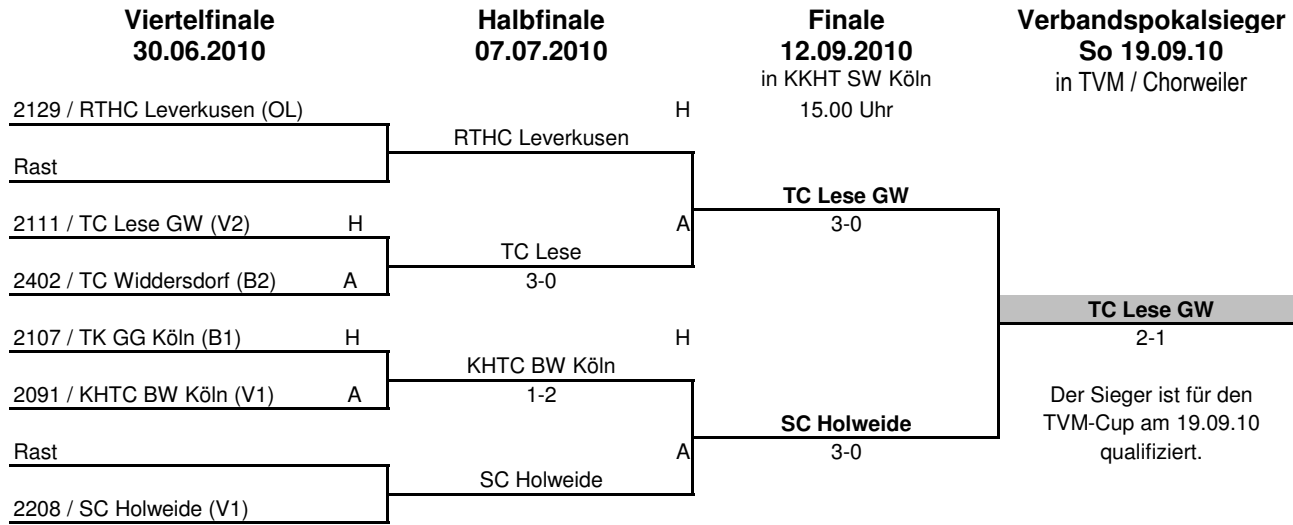 Viertelfinale
30.06.2010
Halbfinale
07.07.2010
Finale
12.09.2010
in KKHT SW Köln
15.00 Uhr
Verbandspokalsieger
So 19.09.10
in TVM / Chorweiler
2129 / RTHC Leverkusen (OL)
H
RTHC Leverkusen
Rast
TC Lese GW
2111 / TC Lese GW (V2) H
A
3-0
TC Lese
2402 / TC Widdersdorf (B2) A
3-0
TC Lese GW
2107 / TK GG Köln (B1) H
H
2-1
KHTC BW Köln
2091 / KHTC BW Köln (V1) A
1-2
Der Sieger ist für den
TVM-Cup am 19.09.10
qualifiziert.
SC Holweide
Rast
A
3-0
SC Holweide
2208 / SC Holweide (V1)